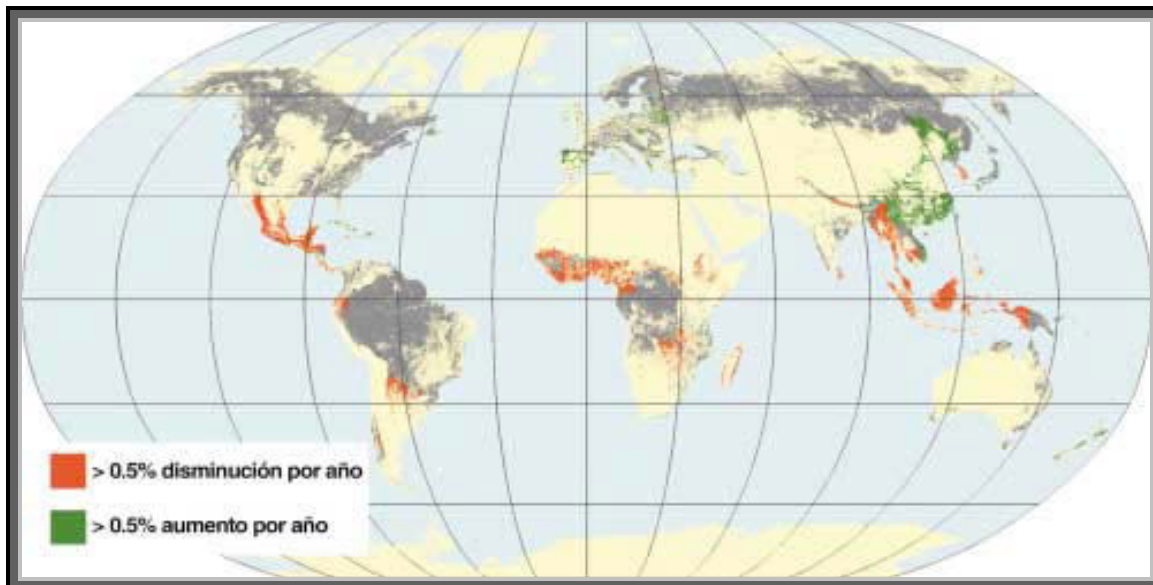 > 0.5% disminución por año
> 0.5% aumento por año